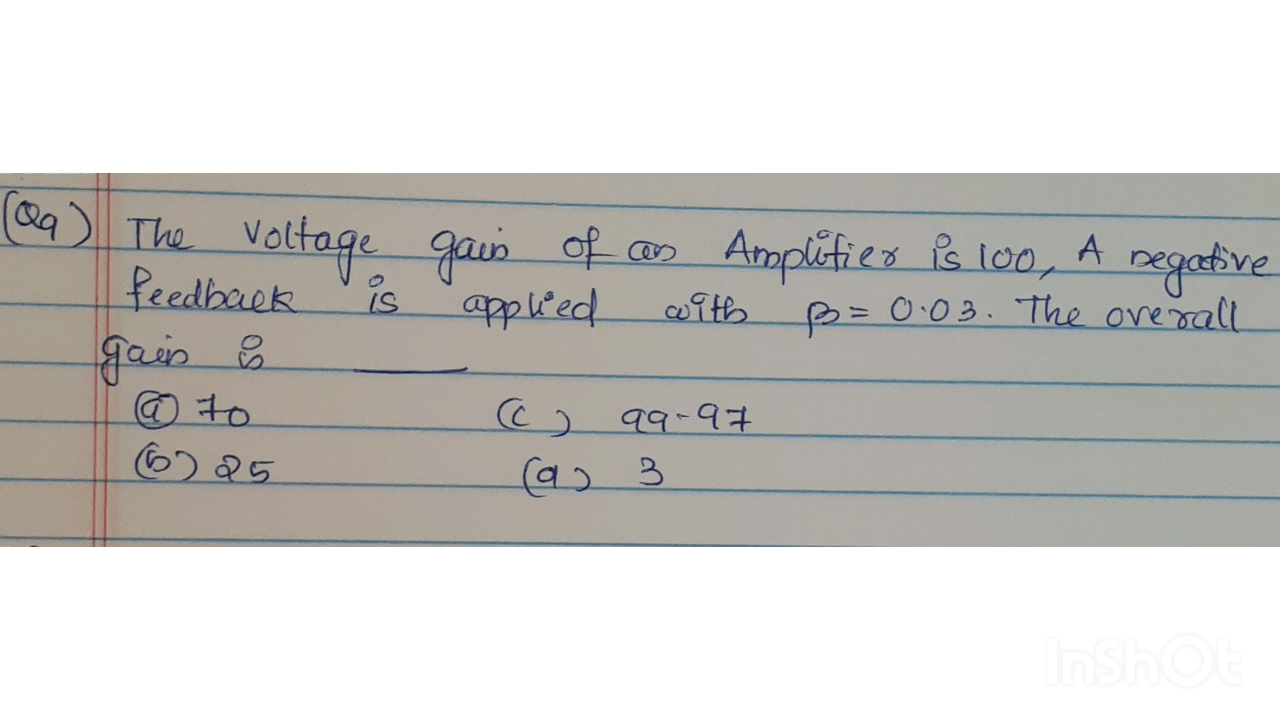 (Q9) The Voltage gain of an Amplifier is 100, A negative
feedback is applied with β = 0.03. The overall
gain is ____
(a) 70 (c) 99.97
(b) 25 (d) 3
InShOt